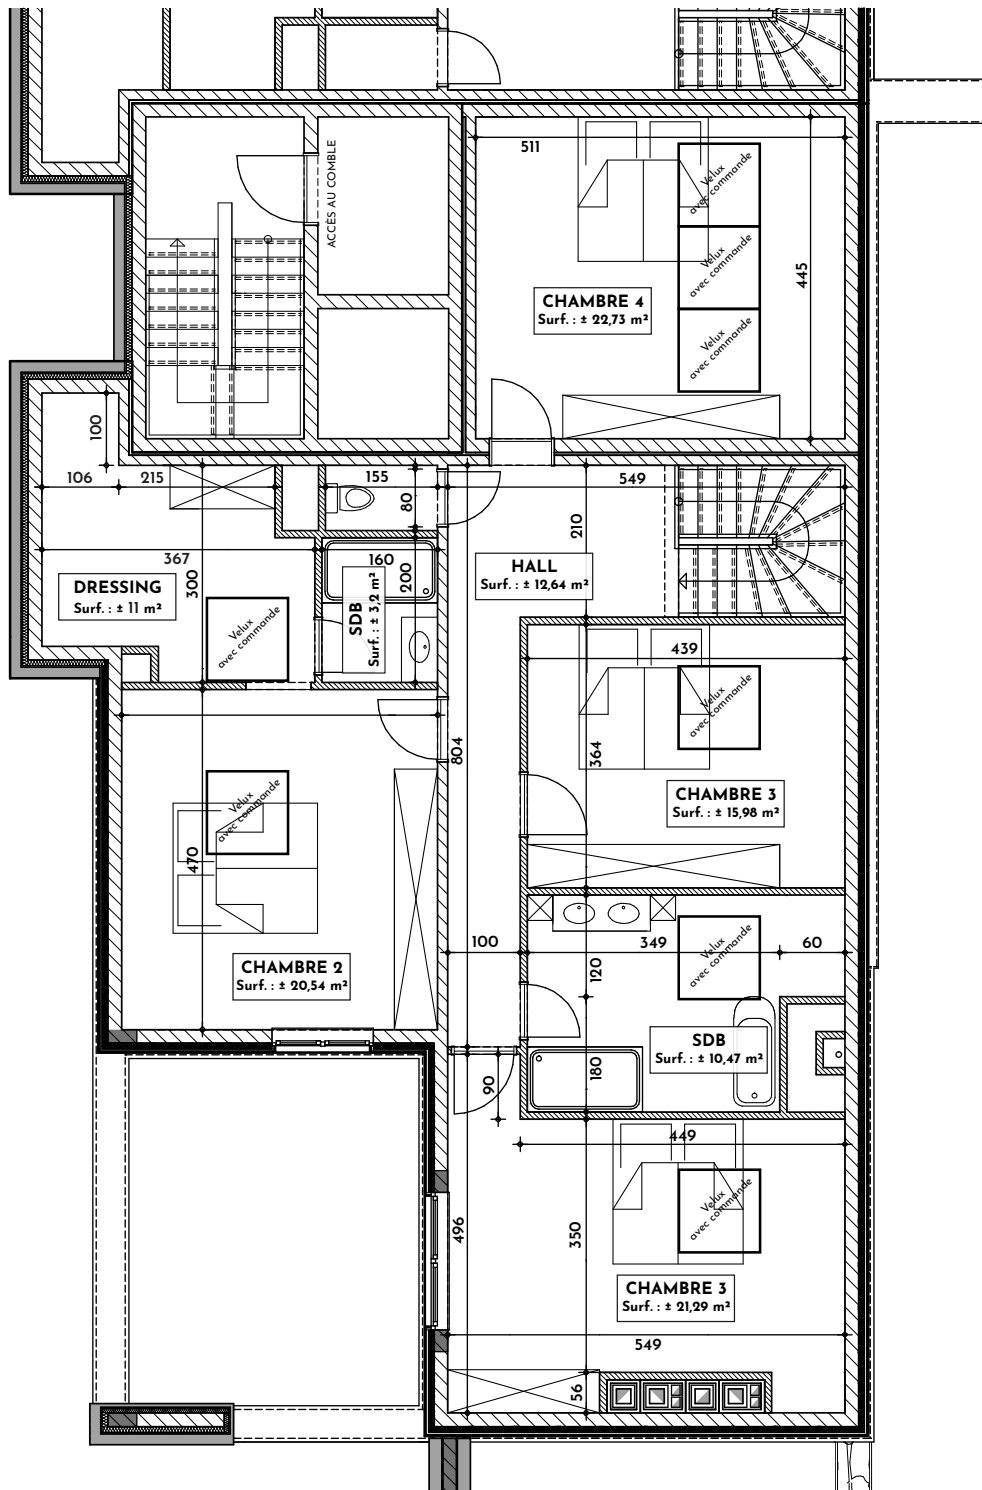 ACCÈS AU COMBLE
511
Velux
avec commande
Velux
avec commande
Velux
avec commande
445
CHAMBRE 4
Surf. : ± 22,73 m²
100
106
215
155
80
549
210
367
300
160
200
DRESSING
Surf. : ± 11 m²
SDB
Surf. : ± 3,2 m²
HALL
Surf. : ± 12,64 m²
Velux
avec commande
439
Velux
avec commande
804
364
CHAMBRE 3
Surf. : ± 15,98 m²
Velux
avec commande
470
CHAMBRE 2
Surf. : ± 20,54 m²
100
349
60
120
Velux
avec commande
SDB
Surf. : ± 10,47 m²
180
90
449
Velux
avec commande
496
350
CHAMBRE 3
Surf. : ± 21,29 m²
549
56